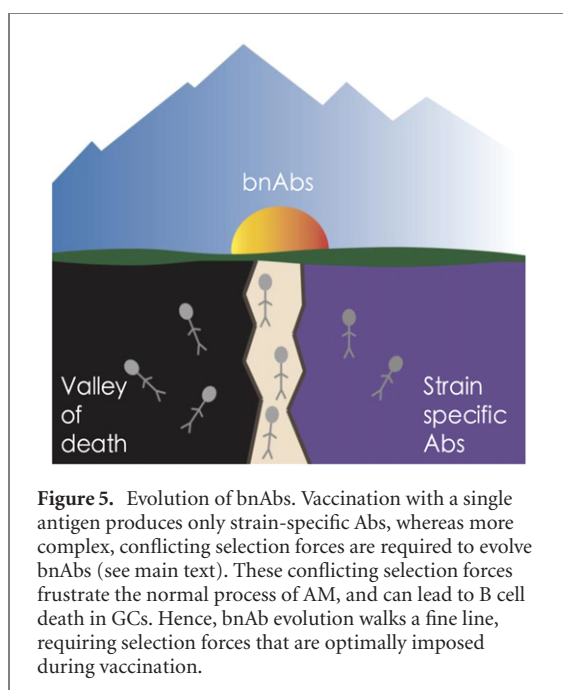 bnAbs
Valley
of
death
Strain
specific
Abs
Figure 5. Evolution of bnAbs. Vaccination with a single
antigen produces only strain-specific Abs, whereas more
complex, conflicting selection forces are required to evolve
bnAbs (see main text). These conflicting selection forces
frustrate the normal process of AM, and can lead to B cell
death in GCs. Hence, bnAb evolution walks a fine line,
requiring selection forces that are optimally imposed
during vaccination.